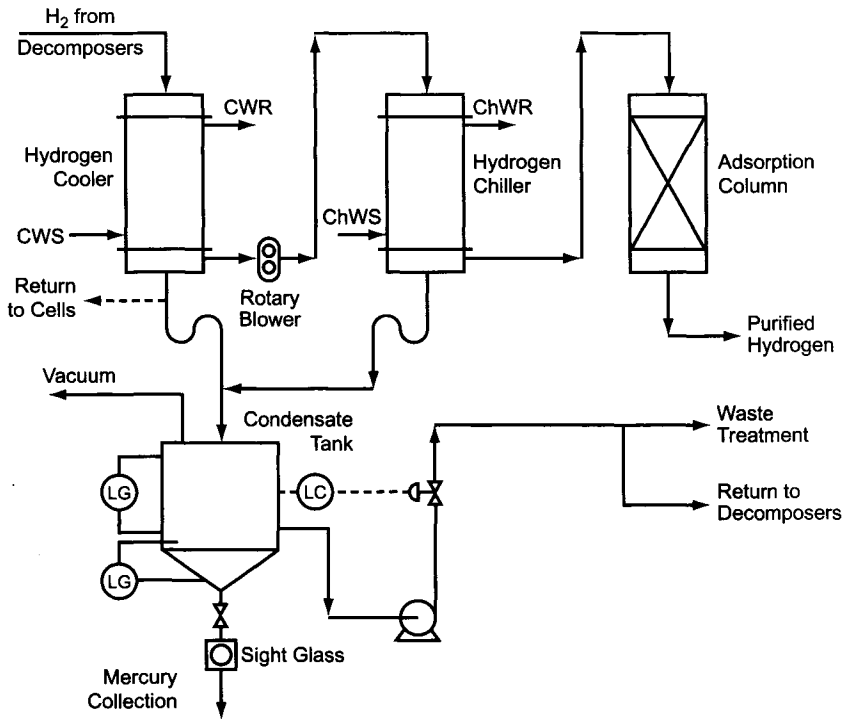 H₂ from
Decomposers
CWR
ChWR
Hydrogen
Cooler
Hydrogen
Chiller
Adsorption
Column
CWS
ChWS
Return
to Cells
Rotary
Blower
Purified
Hydrogen
Vacuum
Condensate
Tank
Waste
Treatment
LG
LC
Return to
Decomposers
LG
Sight Glass
Mercury
Collection